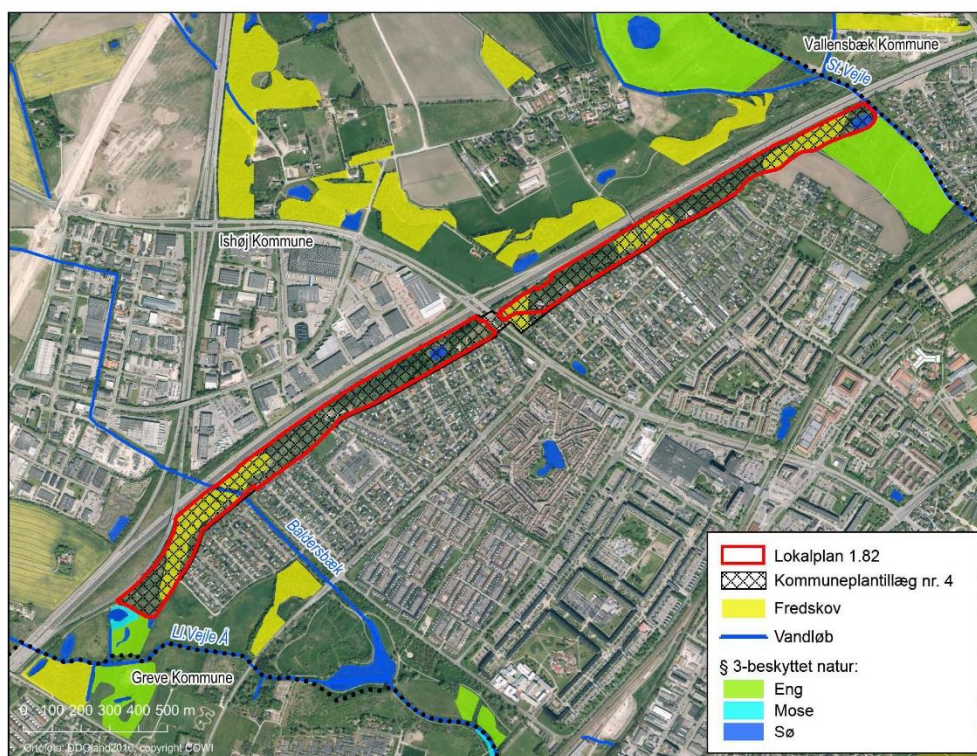 Vallensbæk Kommune
St. Vejle
Ishøj Kommune
Baldersbæk
Ll. Vejle Å
Greve Kommune
0 100 200 300 400 500 m
Ortofoto: DDOland2016, copyright COWI
Lokalplan 1.82
Kommuneplantillæg nr. 4
Fredskov
Vandløb
§ 3-beskyttet natur:
Eng
Mose
Sø